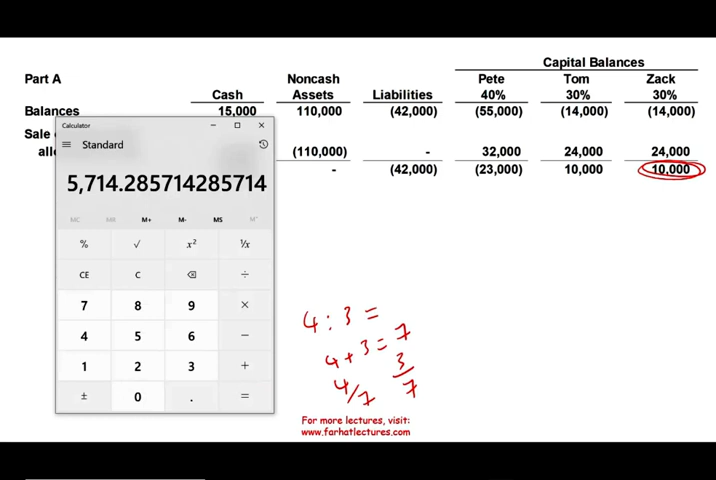 Capital Balances
Part A Noncash Pete Tom Zack
Cash Assets Liabilities 40% 30% 30%
Balances 15,000 110,000 (42,000) (55,000) (14,000) (14,000)
Sale
(110,000) - 32,000 24,000 24,000
- (42,000) (23,000) 10,000 10,000
Calculator
Standard
5,714.285714285714
MC MR M+ M- MS M˅
% √ x² ¹/x
CE C ÷
7 8 9 ×
4 5 6 −
1 2 3 +
± 0 . =
4 : 3 =
4 + 3 = 7
4/7
3/7
For more lectures, visit:
www.farhatlectures.com